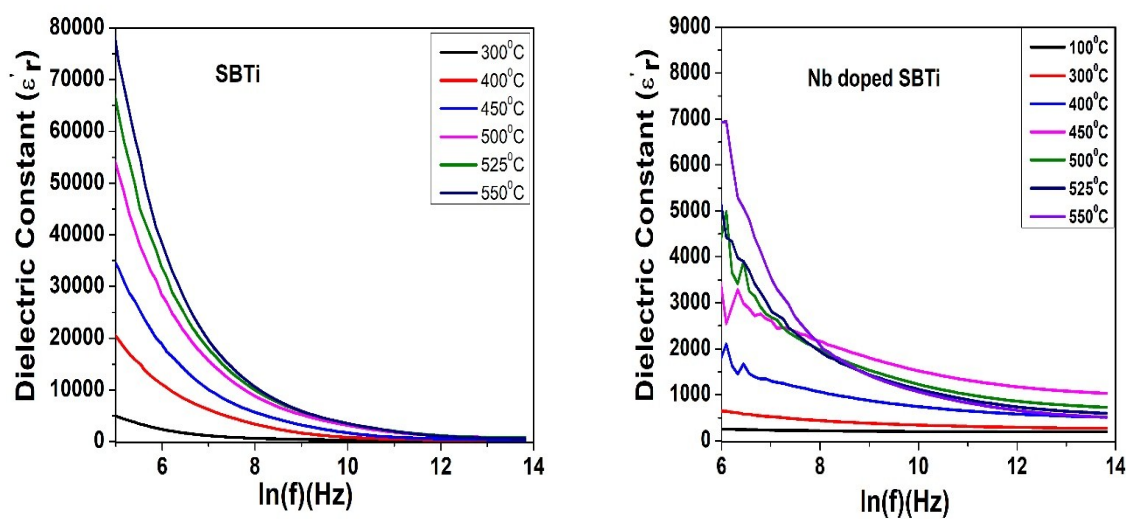 80000
70000
60000
50000
40000
30000
20000
10000
0
Dielectric Constant (ε'r)
SBTi
300⁰C
400⁰C
450⁰C
500⁰C
525⁰C
550⁰C
6 8 10 12 14
ln(f)(Hz)
9000
8000
7000
6000
5000
4000
3000
2000
1000
0
Dielectric Constant (ε'r)
Nb doped SBTi
100⁰C
300⁰C
400⁰C
450⁰C
500⁰C
525⁰C
550⁰C
6 8 10 12 14
ln(f)(Hz)